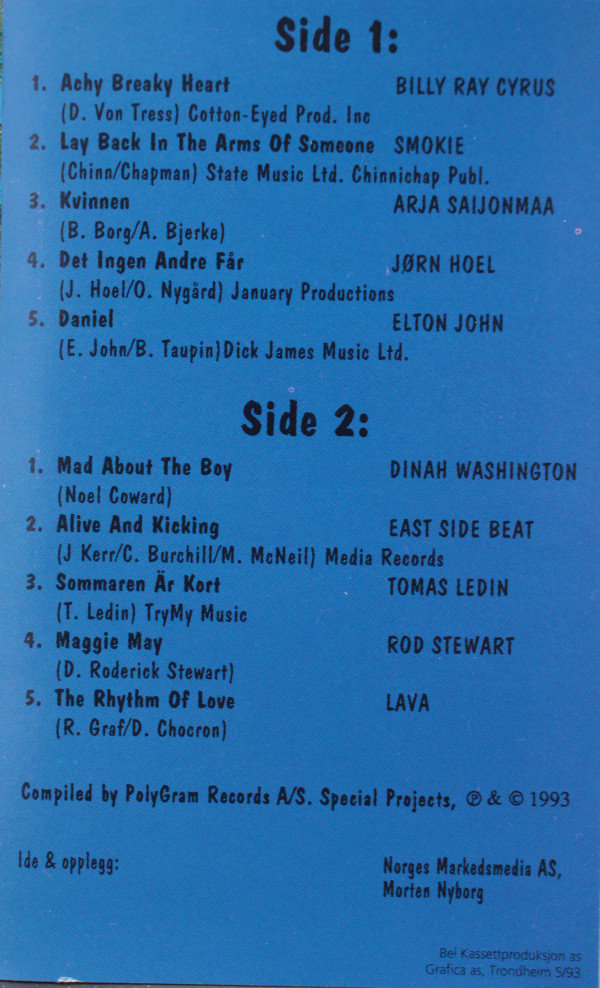 Side 1:
1. Achy Breaky Heart BILLY RAY CYRUS
(D. Von Tress) Cotton-Eyed Prod. Inc
2. Lay Back In The Arms Of Someone SMOKIE
(Chinn/Chapman) State Music Ltd. Chinnichap Publ.
3. Kvinnen ARJA SAIJONMAA
(B. Borg/A. Bjerke)
4. Det Ingen Andre Får JØRN HOEL
(J. Hoel/O. Nygård) January Productions
5. Daniel ELTON JOHN
(E. John/B. Taupin)Dick James Music Ltd.
Side 2:
1. Mad About The Boy DINAH WASHINGTON
(Noel Coward)
2. Alive And Kicking EAST SIDE BEAT
(J Kerr/C. Burchill/M. McNeil) Media Records
3. Sommaren Är Kort TOMAS LEDIN
(T. Ledin) TryMy Music
4. Maggie May ROD STEWART
(D. Roderick Stewart)
5. The Rhythm Of Love LAVA
(R. Graf/D. Chocron)
Compiled by PolyGram Records A/S. Special Projects, ℗ & © 1993
Ide & opplegg: Norges Markedsmedia AS,
Morten Nyborg
Bei Kassettproduksjon as
Grafica as, Trondheim 5/93